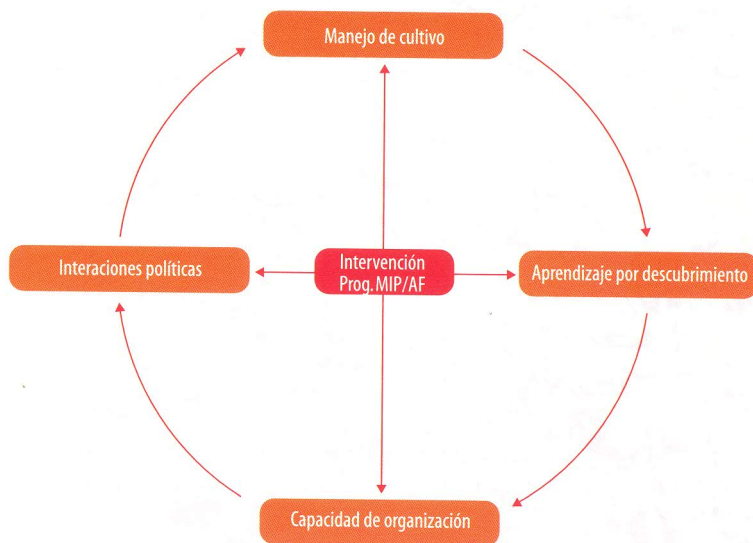 Manejo de cultivo
Interaciones políticas
Intervención
Prog. MIP/AF
Aprendizaje por descubrimiento
Capacidad de organización